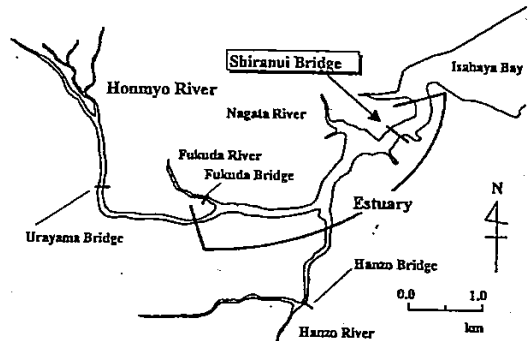 Isahaya Bay
Shiranui Bridge
Honmyo River
Nagata River
Fukuda River
Fukuda Bridge
Estuary
N
Urayama Bridge
Hanzo Bridge
0.0 1.0
km
Hanzo River